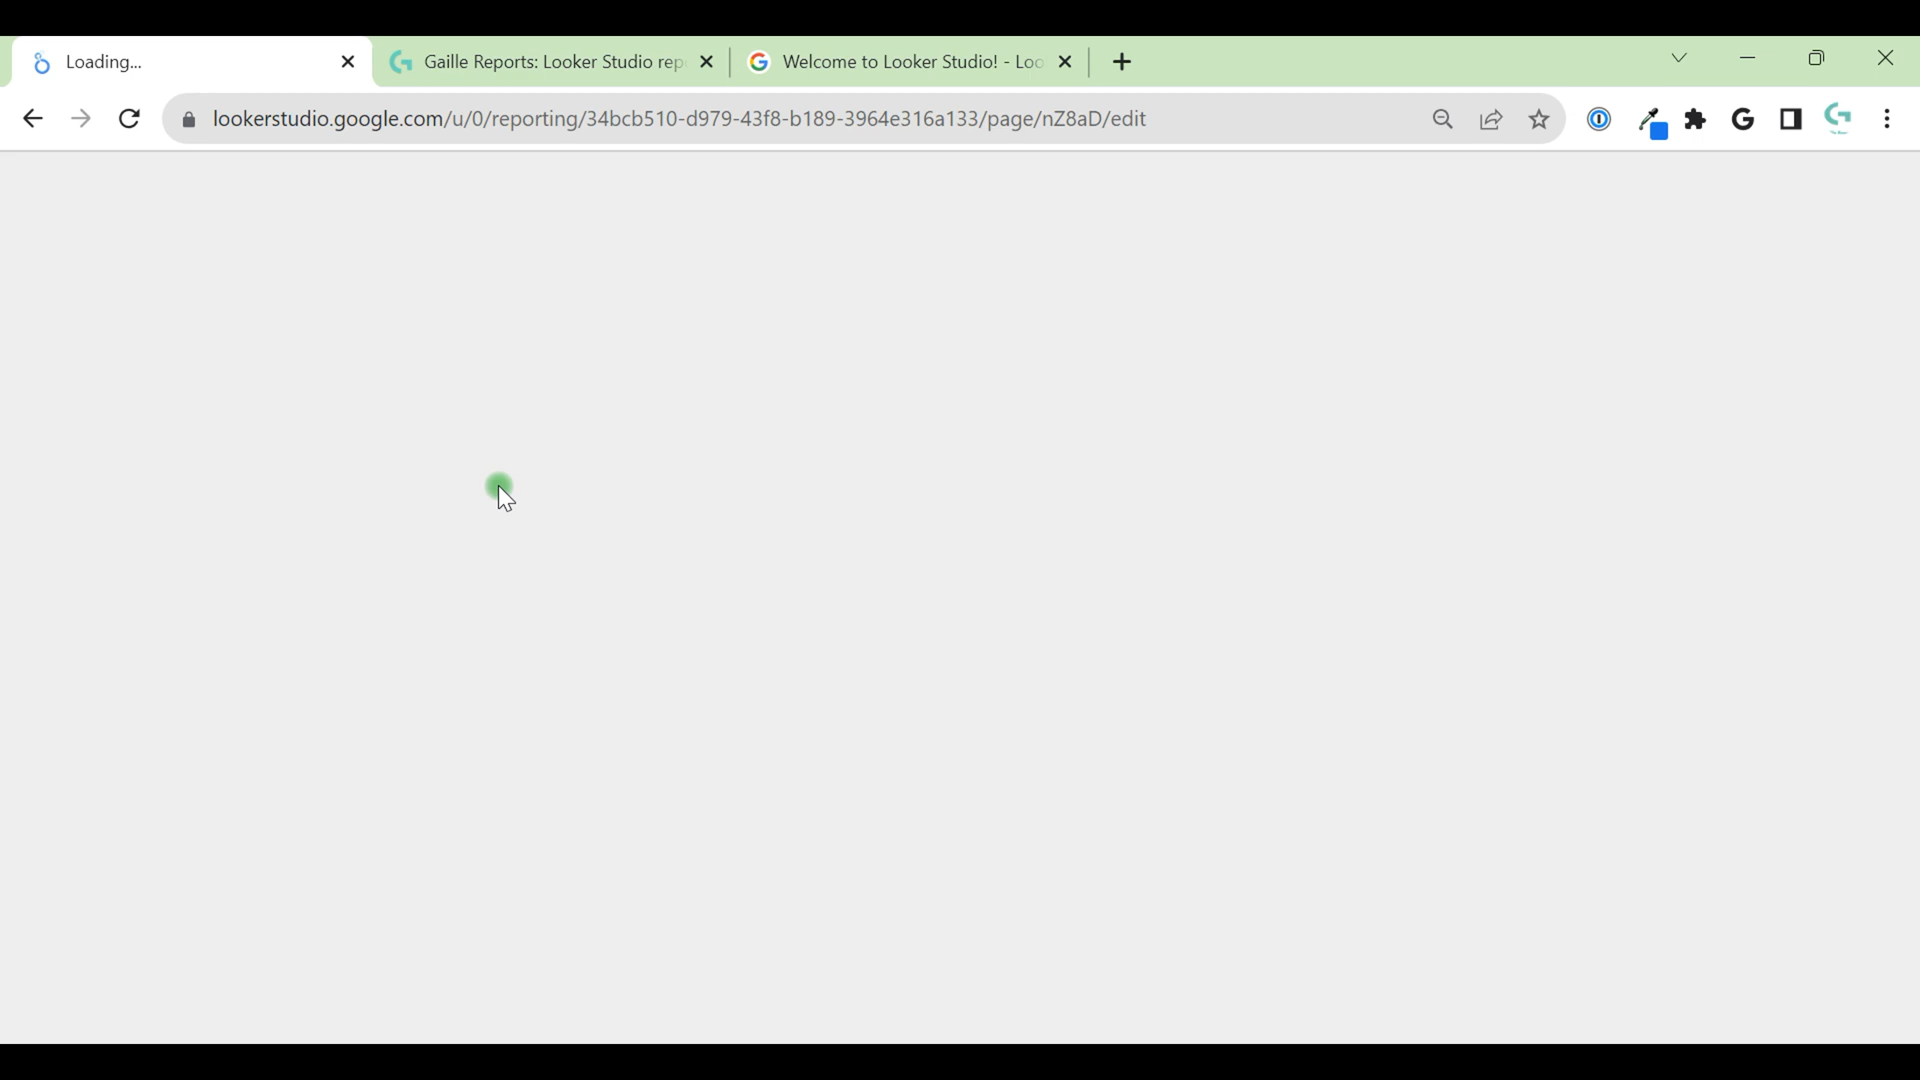 Loading...
Gaille Reports: Looker Studio rep
Welcome to Looker Studio! - Loo
lookerstudio.google.com/u/0/reporting/34bcb510-d979-43f8-b189-3964e316a133/page/nZ8aD/edit